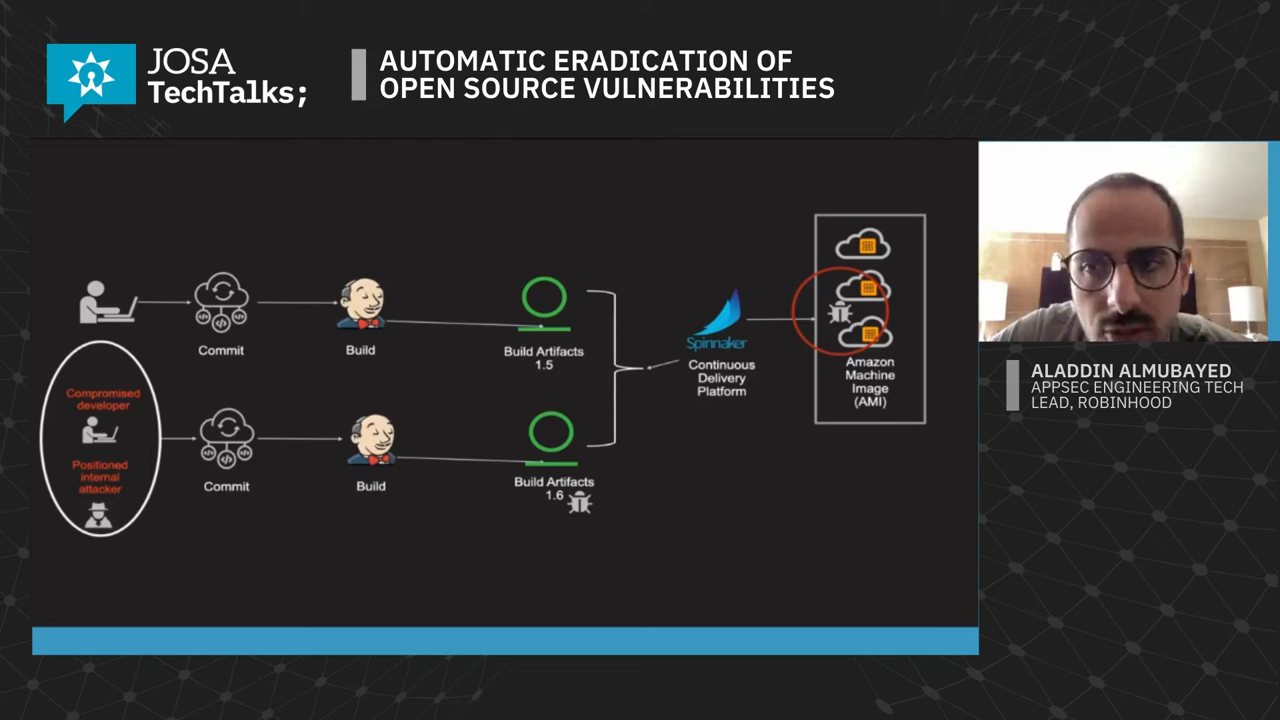 JOSA
TechTalks;
AUTOMATIC ERADICATION OF
OPEN SOURCE VULNERABILITIES
Commit
Build
Build Artifacts
1.5
Spinnaker
Continuous
Delivery
Platform
Amazon
Machine
Image
(AMI)
Compromised
developer
Positioned
internal
attacker
Commit
Build
Build Artifacts
1.6
ALADDIN ALMUBAYED
APPSEC ENGINEERING TECH
LEAD, ROBINHOOD